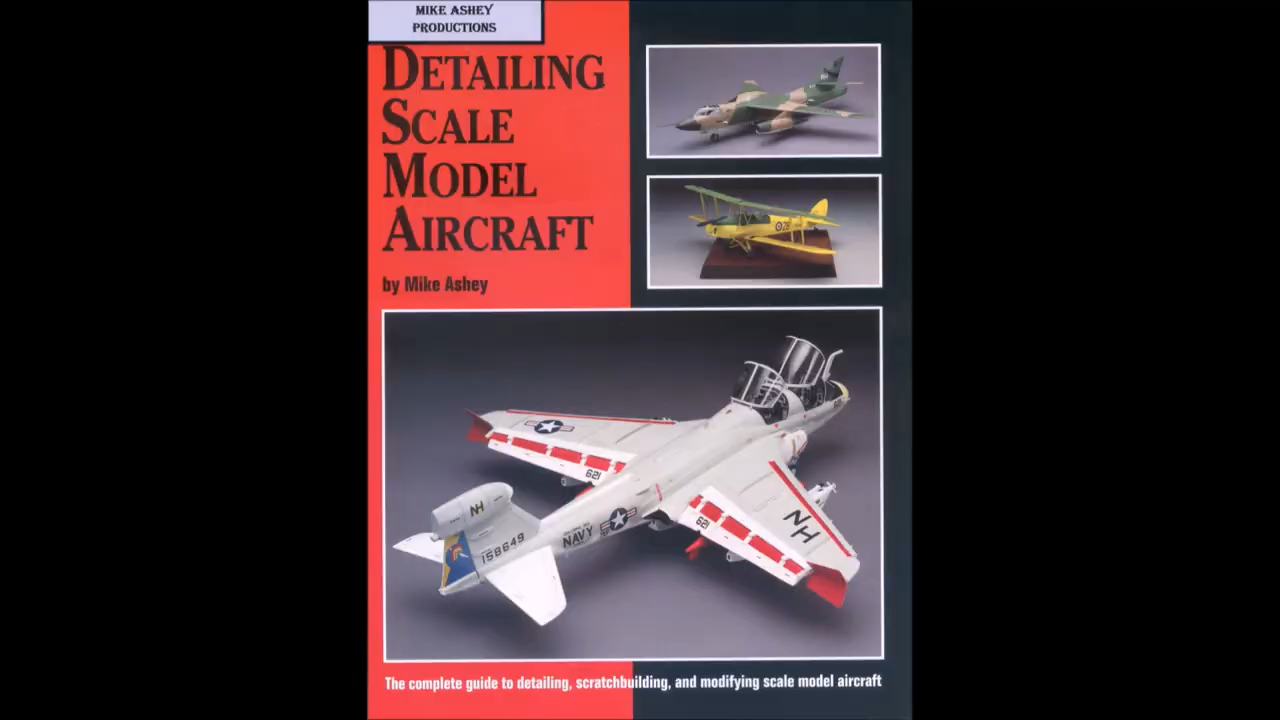 MIKE ASHEY
PRODUCTIONS
DETAILING
SCALE
MODEL
AIRCRAFT
by Mike Ashey
NH
621
158649
NAVY
621
NH
The complete guide to detailing, scratchbuilding, and modifying scale model aircraft